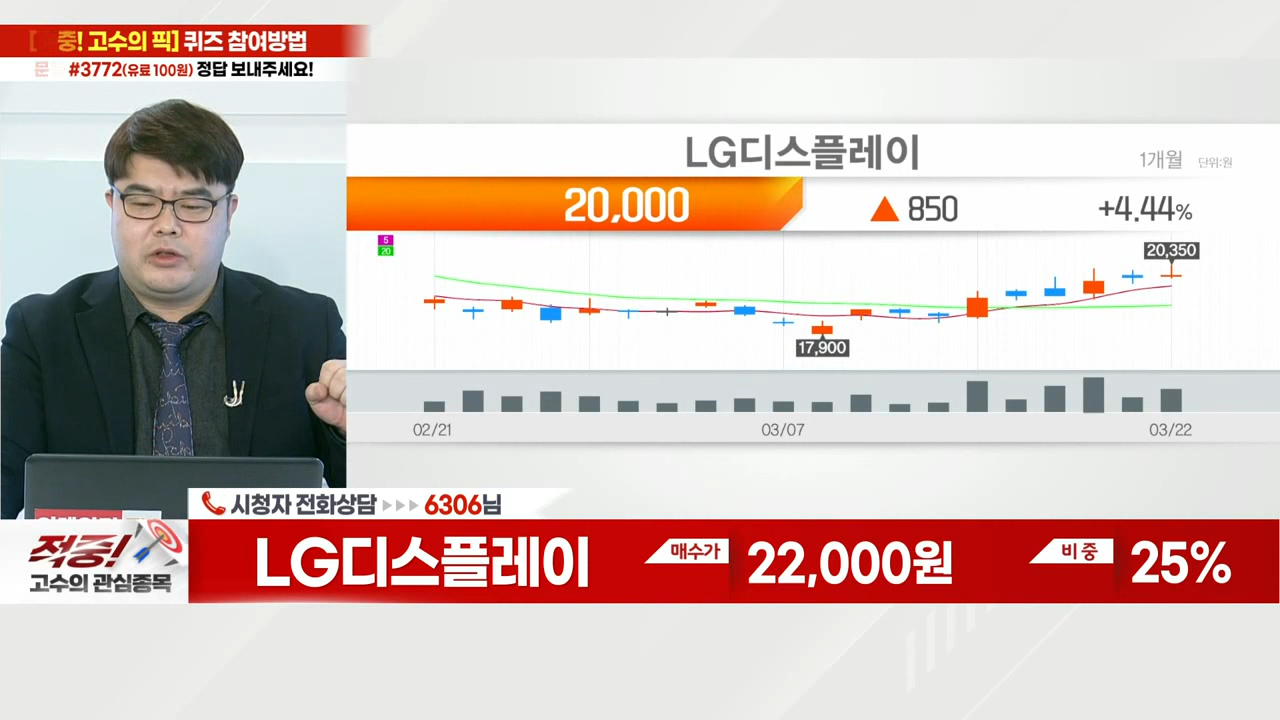 [ 중! 고수의 픽] 퀴즈 참여방법
문 #3772(유료 100원) 정답 보내주세요!
LG디스플레이
1개월 단위:원
20,000 ▲ 850 +4.44%
5
20
20,350
17,900
02/21 03/07 03/22
시청자 전화상담 ▶▶▶ 6306님
적중!
고수의 관심종목
LG디스플레이 매수가 22,000원 비중 25%